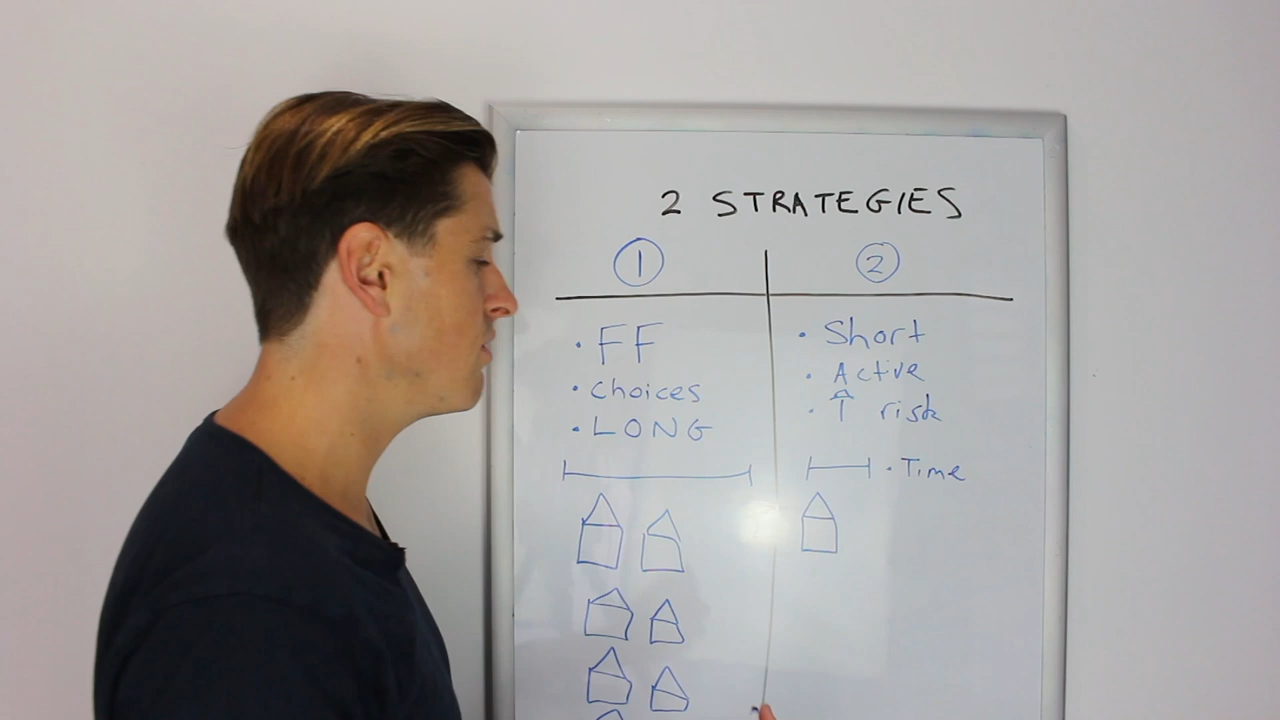 2 STRATEGIES
1
2
• FF
• choices
• LONG
• Short
• Active
• ↑ risk
• Time